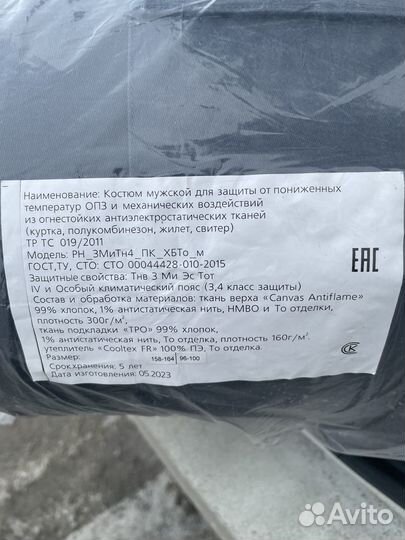 Наименование: Костюм мужской для защиты от пониженных
температур ОПЗ и механических воздействий
из огнестойких антиэлектростатических тканей
(куртка, полукомбинезон, жилет, свитер)
ТР ТС 019/2011
Модель: РН_3МиТн4_ПК_ХБТо_м
ГОСТ,ТУ, СТО: СТО 00044428-010-2015
Защитные свойства: Тнв 3 Ми Эс Тот
IV и Особый климатический пояс (3,4 класс защиты)
Состав и обработка материалов: ткань верха «Canvas Antiflame»
99% хлопок, 1% антистатическая нить, НМВО и То отделки,
плотность 300г/м²,
ткань подкладки «ТРО» 99% хлопок,
1% антистатическая нить, То отделка, плотность 160г/м²,
утеплитель «Cooltex FR» 100% ПЭ, То отделка.
Размер: 158-164 96-100
Срок хранения: 5 лет
Дата изготовления: 05.2023
EAC
Avito